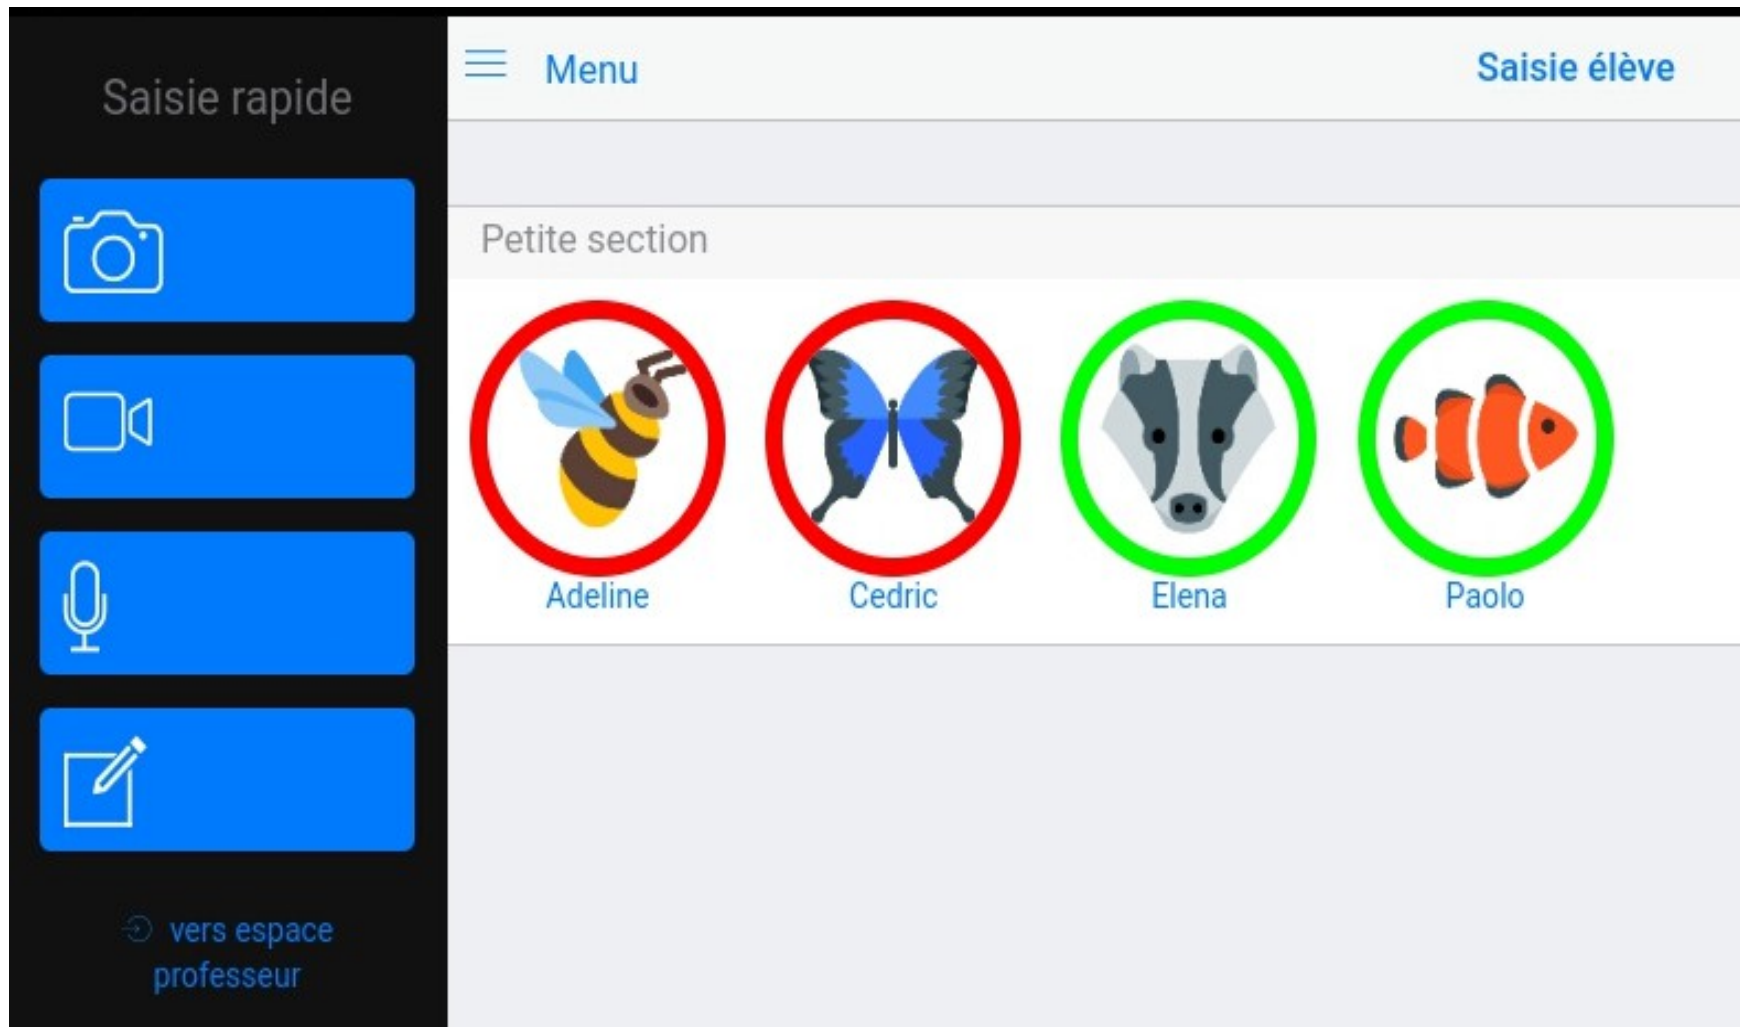 Saisie rapide
vers espace
professeur
Menu
Saisie élève
Petite section
Adeline
Cedric
Elena
Paolo